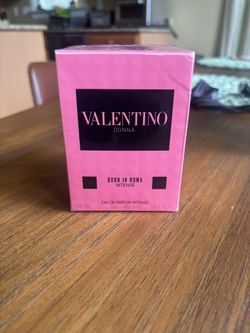 VALENTINO
DONNA
BORN IN ROMA
INTENSE
EAU DE PARFUM INTENSE